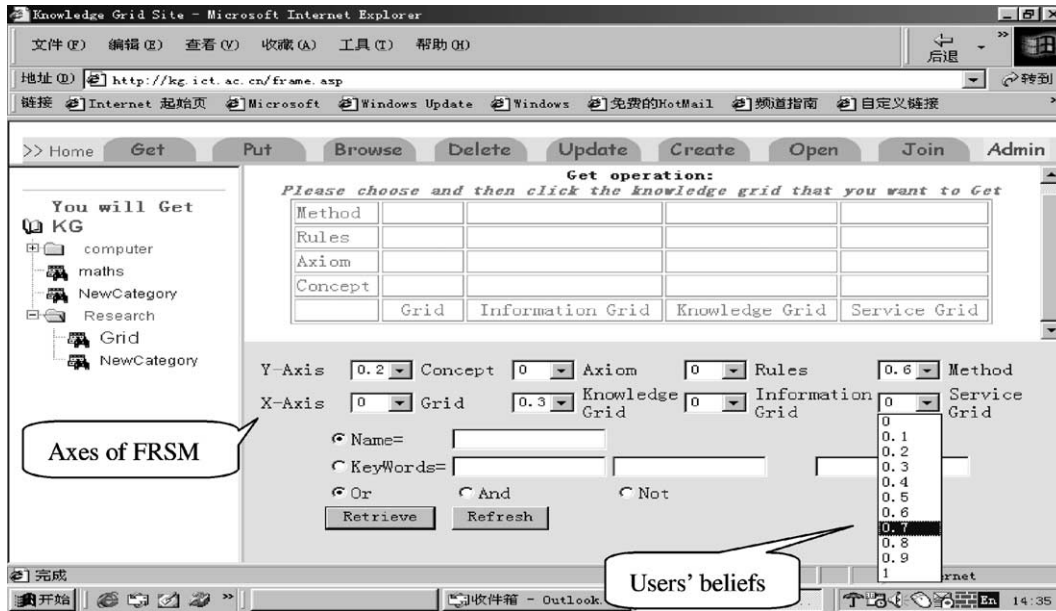 Knowledge Grid Site - Microsoft Internet Explorer
文件(F) 编辑(E) 查看(V) 收藏(A) 工具(T) 帮助(H) 后退 »
地址(D) http://kg.ict.ac.cn/frame.asp 转到
链接 Internet 起始页 Microsoft Windows Update Windows 免费的HotMail 频道指南 自定义链接 »
>> Home Get Put Browse Delete Update Create Open Join Admin
Get operation:
Please choose and then click the knowledge grid that you want to Get
You will Get
KG
computer
maths
NewCategory
Research
Grid
NewCategory
Method
Rules
Axiom
Concept
Grid Information Grid Knowledge Grid Service Grid
Y-Axis 0.2 Concept 0 Axiom 0 Rules 0.6 Method
X-Axis 0 Grid 0.3 Knowledge Grid 0 Information Grid 0 Service Grid
0
0.1
0.2
0.3
0.4
0.5
0.6
0.7
0.8
0.9
1
Name=
KeyWords=
Or And Not
Retrieve Refresh
Axes of FRSM
Users' beliefs
完成
开始 » 收件箱 - Outlook. En 14:35